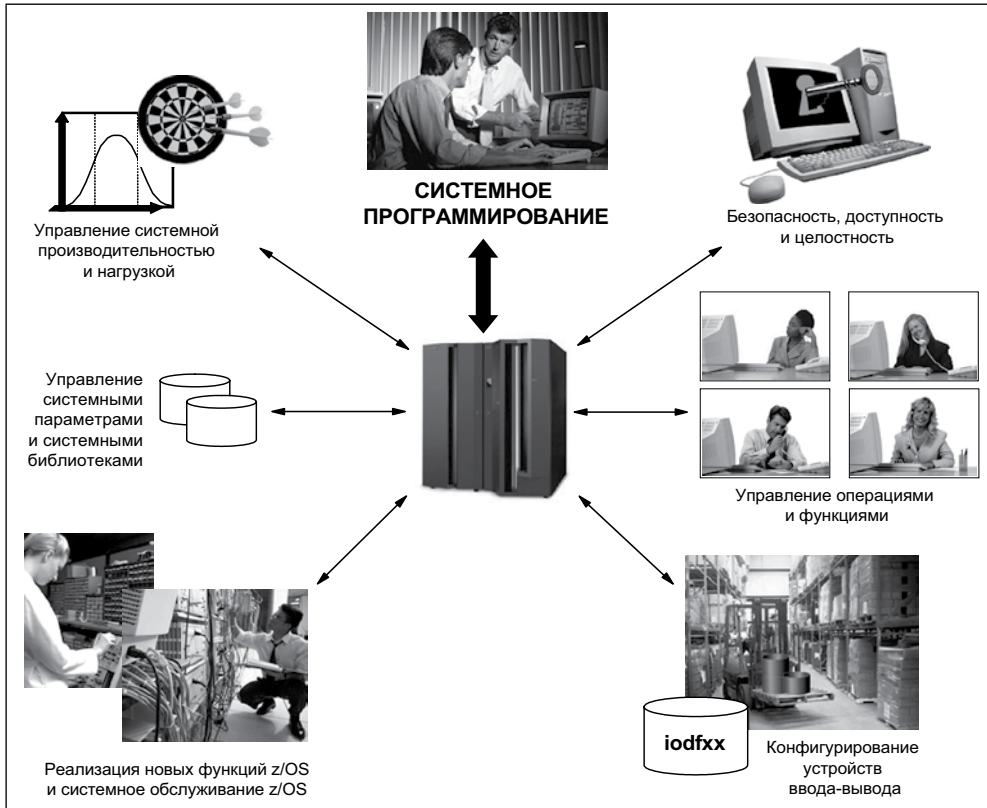 СИСТЕМНОЕ
ПРОГРАММИРОВАНИЕ
Управление системной
производительностью
и нагрузкой
Безопасность, доступность
и целостность
Управление
системными
параметрами
и системными
библиотеками
Управление операциями
и функциями
Реализация новых функций z/OS
и системное обслуживание z/OS
iodfxx
Конфигурирование
устройств
ввода-вывода